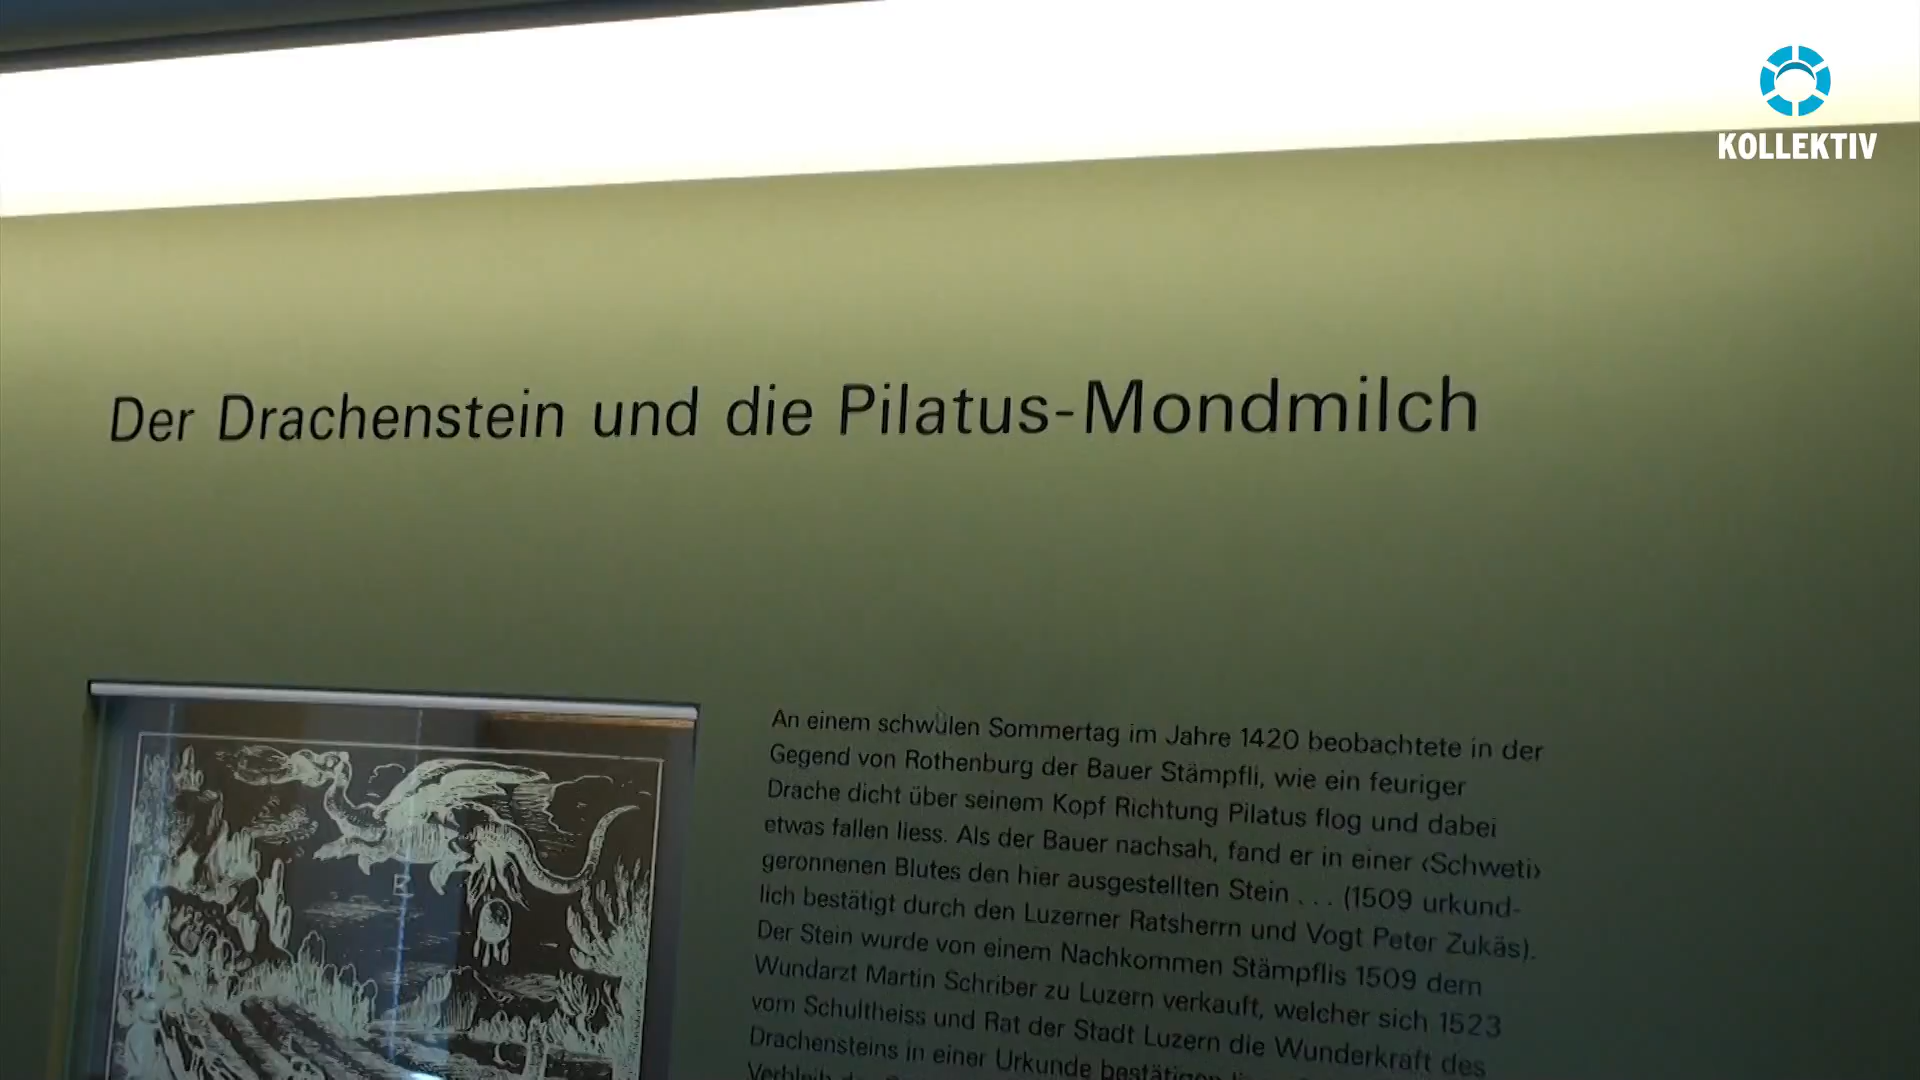 KOLLEKTIV
Der Drachenstein und die Pilatus-Mondmilch
An einem schwülen Sommertag im Jahre 1420 beobachtete in der
Gegend von Rothenburg der Bauer Stämpfli, wie ein feuriger
Drache dicht über seinem Kopf Richtung Pilatus flog und dabei
etwas fallen liess. Als der Bauer nachsah, fand er in einer ‹Schweti›
geronnenen Blutes den hier ausgestellten Stein . . . (1509 urkund-
lich bestätigt durch den Luzerner Ratsherrn und Vogt Peter Zukäs).
Der Stein wurde von einem Nachkommen Stämpflis 1509 dem
Wundarzt Martin Schriber zu Luzern verkauft, welcher sich 1523
vom Schultheiss und Rat der Stadt Luzern die Wunderkraft des
Drachensteins in einer Urkunde bestätigen
B